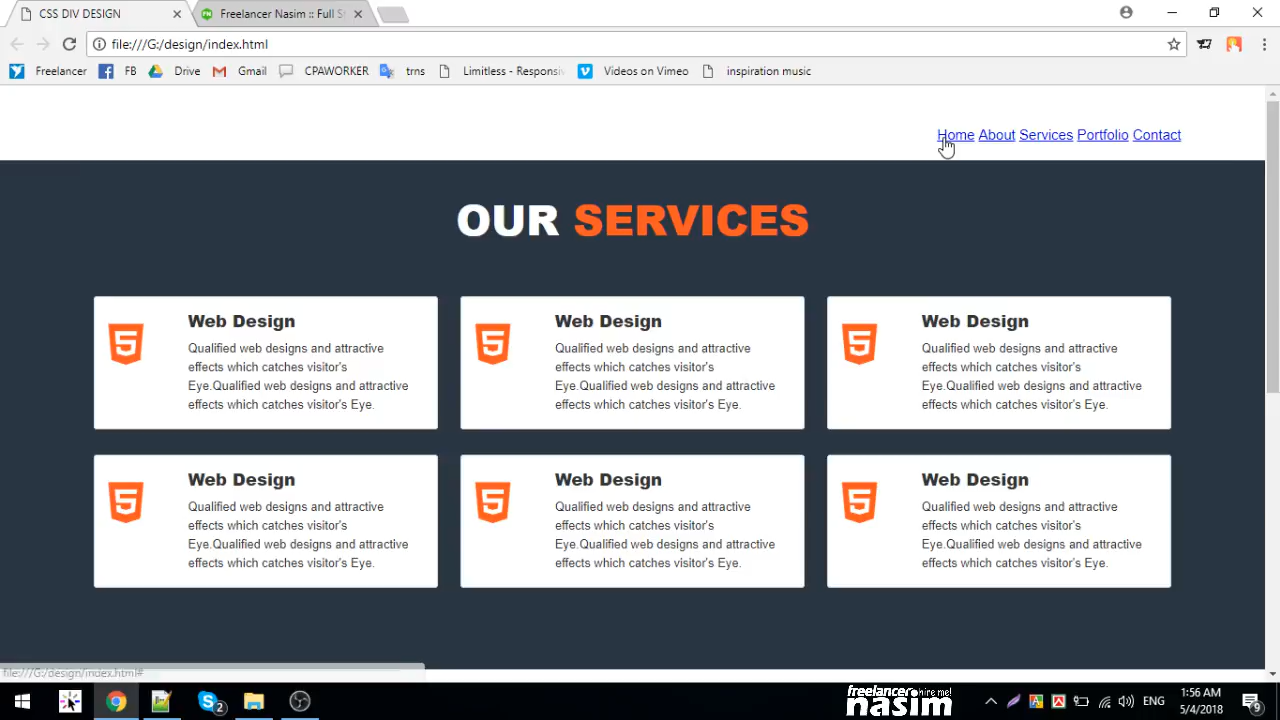 CSS DIV DESIGN
Freelancer Nasim :: Full St
file:///G:/design/index.html
Freelancer FB Drive Gmail CPAWORKER trns Limitless - Responsiv Videos on Vimeo inspiration music
Home About Services Portfolio Contact
OUR SERVICES
Web Design
Qualified web designs and attractive
effects which catches visitor's
Eye.Qualified web designs and attractive
effects which catches visitor's Eye.
Web Design
Qualified web designs and attractive
effects which catches visitor's
Eye.Qualified web designs and attractive
effects which catches visitor's Eye.
Web Design
Qualified web designs and attractive
effects which catches visitor's
Eye.Qualified web designs and attractive
effects which catches visitor's Eye.
Web Design
Qualified web designs and attractive
effects which catches visitor's
Eye.Qualified web designs and attractive
effects which catches visitor's Eye.
Web Design
Qualified web designs and attractive
effects which catches visitor's
Eye.Qualified web designs and attractive
effects which catches visitor's Eye.
Web Design
Qualified web designs and attractive
effects which catches visitor's
Eye.Qualified web designs and attractive
effects which catches visitor's Eye.
file:///G:/design/index.html#
freelancer hire me!
nasim
ENG
1:56 AM
5/4/2018